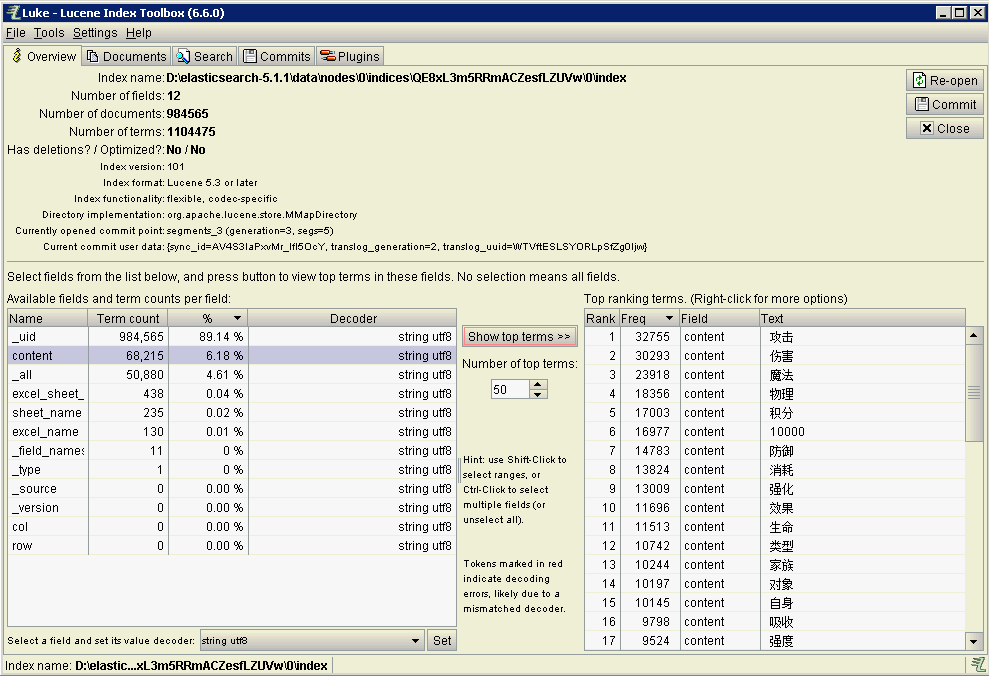 Luke - Lucene Index Toolbox (6.6.0)
File Tools Settings Help
Overview Documents Search Commits Plugins
Index name: D:\elasticsearch-5.1.1\data\nodes\0\indices\QE8xL3m5RRmACZesfLZUVw\0\index
Number of fields: 12
Number of documents: 984565
Number of terms: 1104475
Has deletions? / Optimized?: No / No
Index version: 101
Index format: Lucene 5.3 or later
Index functionality: flexible, codec-specific
Directory implementation: org.apache.lucene.store.MMapDirectory
Currently opened commit point: segments_3 (generation=3, segs=5)
Current commit user data: {sync_id=AV4S3IaPxvMr_lfI5OcY, translog_generation=2, translog_uuid=WTVftESLSYORLpSfZg0Ijw}
Re-open
Commit
Close
Select fields from the list below, and press button to view top terms in these fields. No selection means all fields.
Available fields and term counts per field:
Name Term count % Decoder
_uid 984,565 89.14 % string utf8
content 68,215 6.18 % string utf8
_all 50,880 4.61 % string utf8
excel_sheet_ 438 0.04 % string utf8
sheet_name 235 0.02 % string utf8
excel_name 130 0.01 % string utf8
_field_names 11 0 % string utf8
_type 1 0 % string utf8
_source 0 0.00 % string utf8
_version 0 0.00 % string utf8
col 0 0.00 % string utf8
row 0 0.00 % string utf8
Select a field and set its value decoder: string utf8 Set
Show top terms >>
Number of top terms:
50
Hint: use Shift-Click to
select ranges, or
Ctrl-Click to select
multiple fields (or
unselect all).
Tokens marked in red
indicate decoding
errors, likely due to a
mismatched decoder.
Top ranking terms. (Right-click for more options)
Rank Freq Field Text
1 32755 content 攻击
2 30293 content 伤害
3 23918 content 魔法
4 18356 content 物理
5 17003 content 积分
6 16977 content 10000
7 14783 content 防御
8 13824 content 消耗
9 13009 content 强化
10 11696 content 效果
11 11513 content 生命
12 10742 content 类型
13 10244 content 家族
14 10197 content 对象
15 10145 content 自身
16 9798 content 吸收
17 9524 content 强度
Index name: D:\elastic...xL3m5RRmACZesfLZUVw\0\index